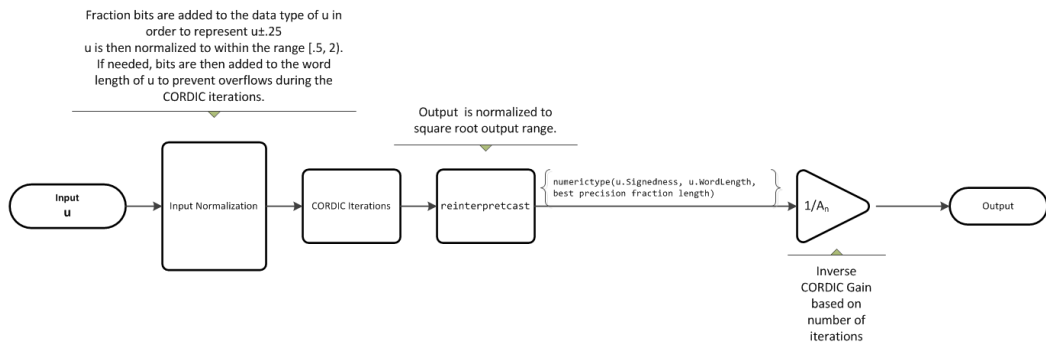 Fraction bits are added to the data type of u in
order to represent u±.25
u is then normalized to within the range [.5, 2).
If needed, bits are then added to the word
length of u to prevent overflows during the
CORDIC iterations.
Output is normalized to
square root output range.
Input
u
Input Normalization
CORDIC Iterations
reinterpretcast
numerictype(u.Signedness, u.WordLength,
best precision fraction length)
1/Aₙ
Output
Inverse
CORDIC Gain
based on
number of
iterations